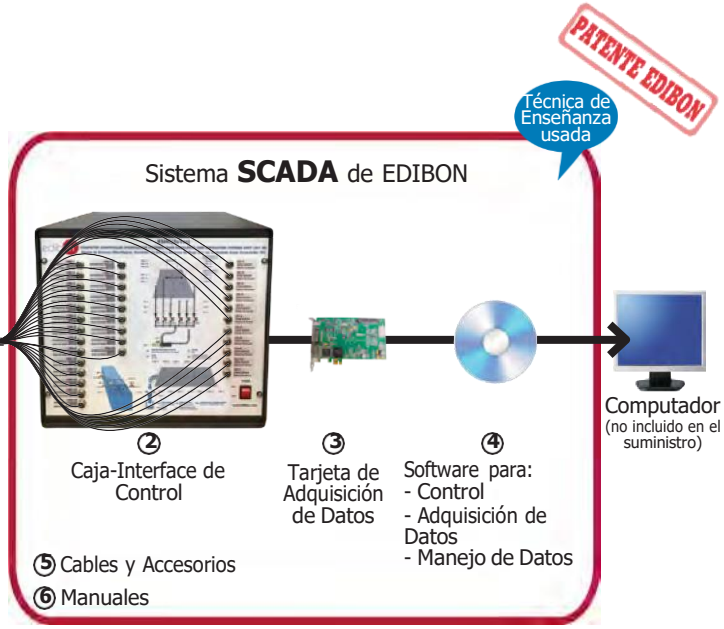 PATENTE EDIBON
Técnica de
Enseñanza
usada
Sistema SCADA de EDIBON
2
Caja-Interface de
Control
3
Tarjeta de
Adquisición
de Datos
4
Software para:
- Control
- Adquisición de
Datos
- Manejo de Datos
Computador
(no incluido en el
suministro)
5 Cables y Accesorios
6 Manuales